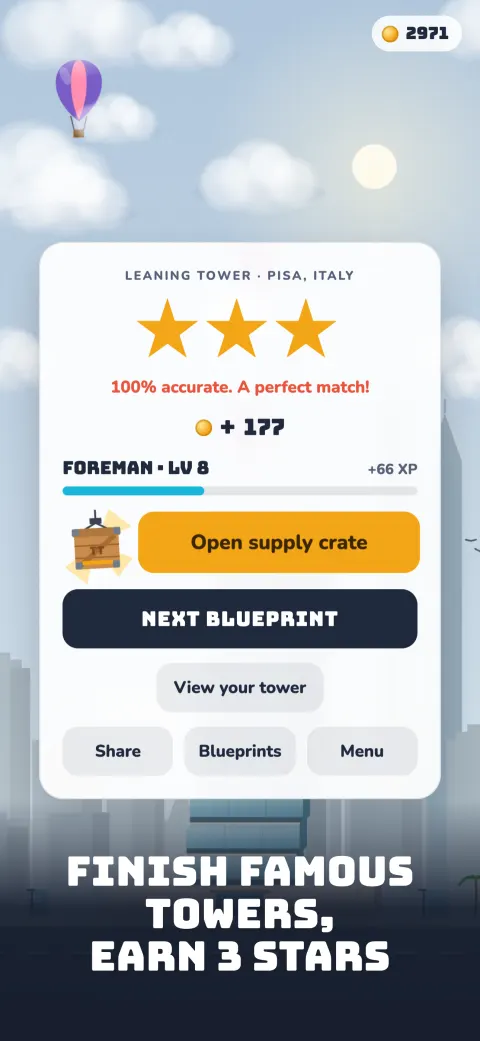 2971
LEANING TOWER · PISA, ITALY
100% accurate. A perfect match!
+ 177
FOREMAN · LV 8
+66 XP
Open supply crate
NEXT BLUEPRINT
View your tower
Share
Blueprints
Menu
FINISH FAMOUS
TOWERS,
EARN 3 STARS